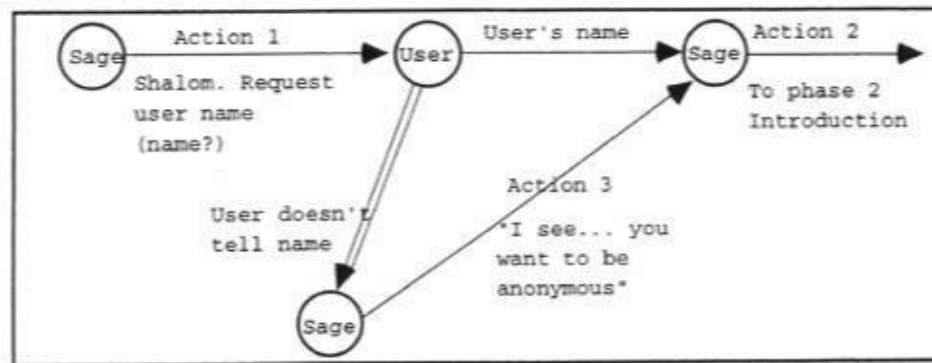 Action 1
User's name
Action 2
Sage
User
Sage
Shalom. Request
user name
(name?)
To phase 2
Introduction
User doesn't
tell name
Action 3
"I see... you
want to be
anonymous"
Sage